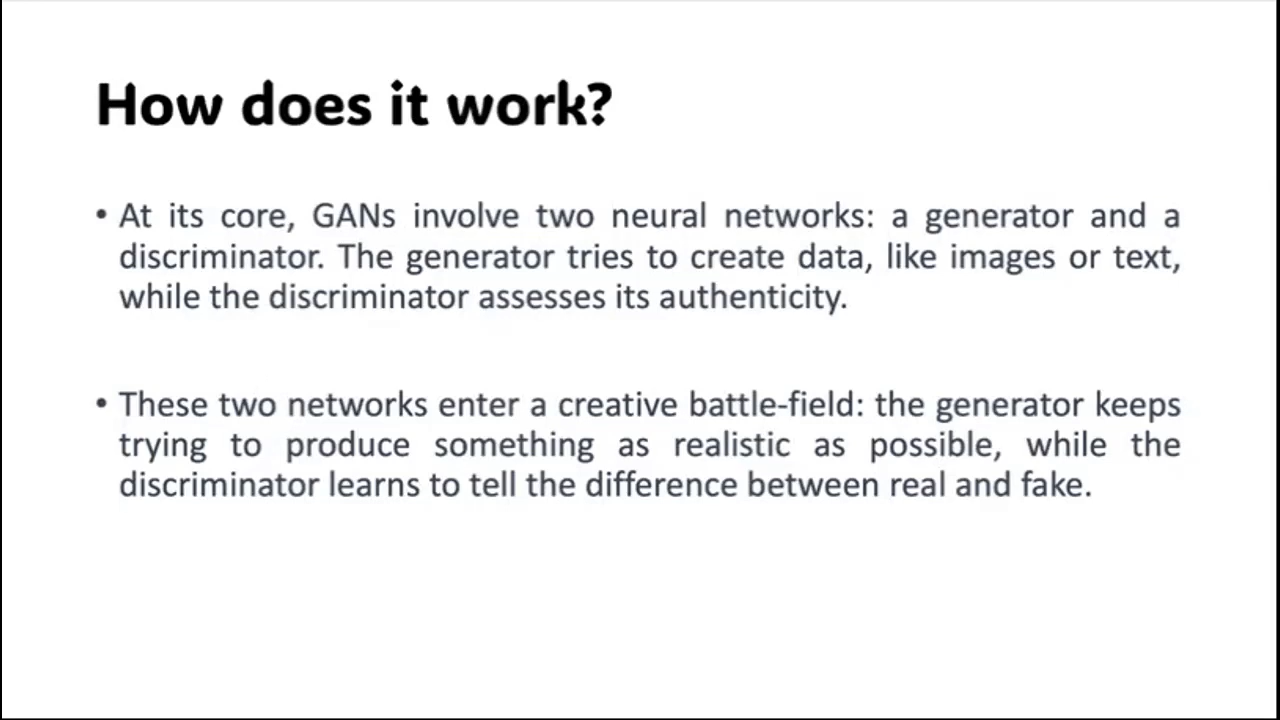 How does it work?
• At its core, GANs involve two neural networks: a generator and a
discriminator. The generator tries to create data, like images or text,
while the discriminator assesses its authenticity.
• These two networks enter a creative battle-field: the generator keeps
trying to produce something as realistic as possible, while the
discriminator learns to tell the difference between real and fake.